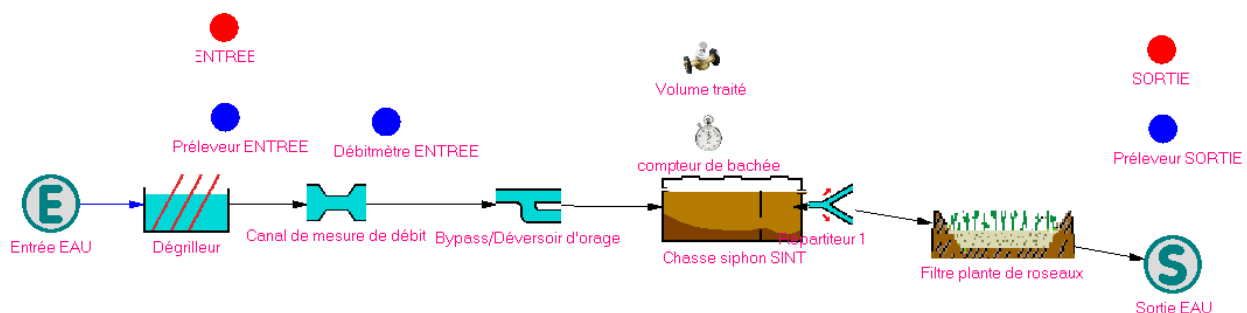 ENTREE
SORTIE
Volume traité
Préleveur ENTREE
Débitmètre ENTREE
compteur de bachée
Préleveur SORTIE
E
Entrée EAU
Dégrilleur
Canal de mesure de débit
Bypass/Déversoir d'orage
Chasse siphon SINT
Répartiteur 1
Filtre plante de roseaux
S
Sortie EAU